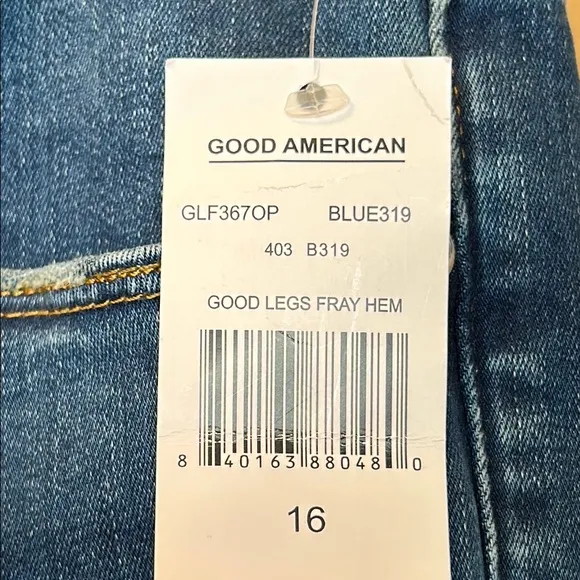 GOOD AMERICAN
GLF367OP BLUE319
403 B319
GOOD LEGS FRAY HEM
8 40163 88048 0
16